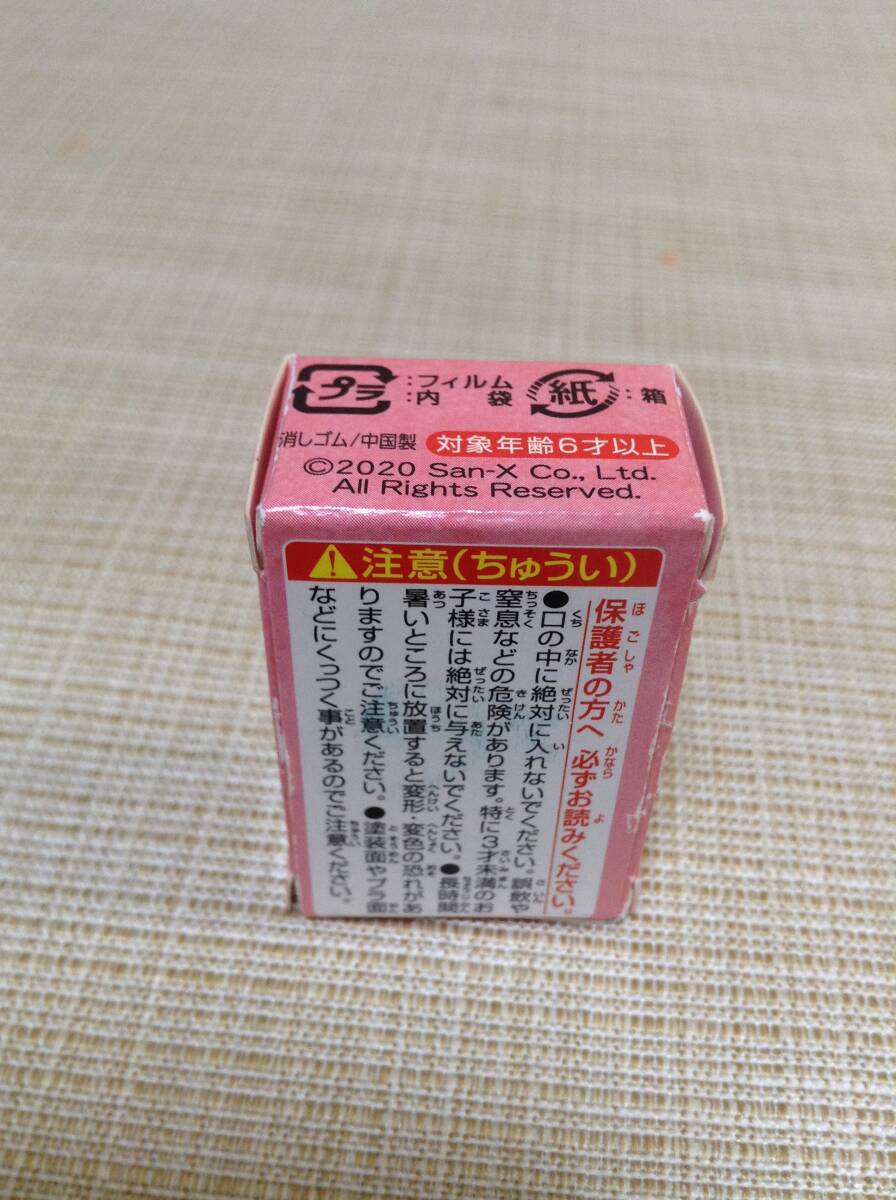 プラ :フィルム
:内袋
紙 :箱
消しゴム/中国製 対象年齢6才以上
©2020 San-X Co., Ltd.
All Rights Reserved.
注意(ちゅうい)
保護者の方へ 必ずお読みください。
●口の中に絶対に入れないでください。誤飲や
窒息などの危険があります。特に3才未満のお
子様には絶対に与えないでください。●長時間
暑いところに放置すると変形・変色の恐れがあ
りますのでご注意ください。●塗装面やプラ面
などにくっつく事があるのでご注意ください。